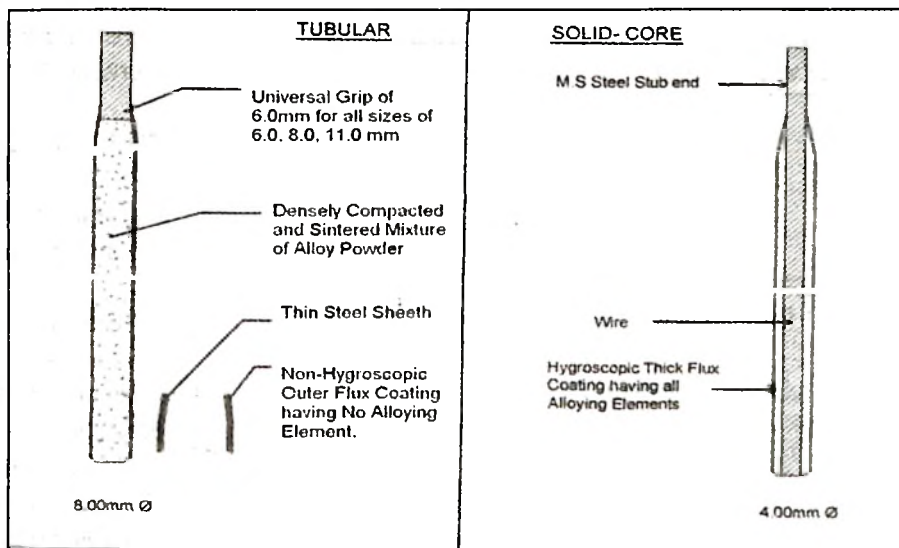 TUBULAR
Universal Grip of
6.0mm for all sizes of
6.0, 8.0, 11.0 mm
Densely Compacted
and Sintered Mixture
of Alloy Powder
Thin Steel Sheeth
Non-Hygroscopic
Outer Flux Coating
having No Alloying
Element.
8.00mm Ø
SOLID- CORE
M.S Steel Stub end
Wire
Hygroscopic Thick Flux
Coating having all
Alloying Elements
4.00mm Ø